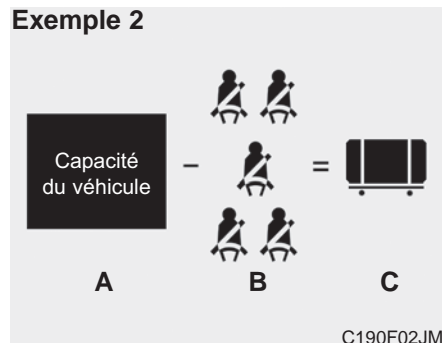 Exemple 2
Capacité
du véhicule
-
=
A B C
C190F02JM